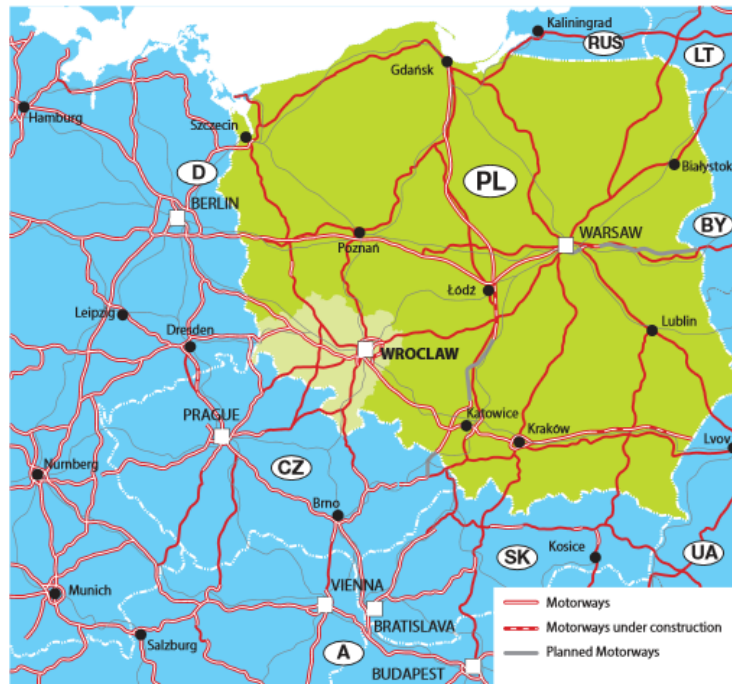 Kaliningrad
RUS
LT
Gdańsk
Hamburg
Szczecin
D
PL
Białystok
BERLIN
BY
Poznań
WARSAW
Łódź
Leipzig
Dresden
Lublin
WROCLAW
PRAGUE
Katowice
Kraków
Lvov
Nürnberg
CZ
Brno
SK
Kosice
UA
Munich
VIENNA
BRATISLAVA
Salzburg
A
BUDAPEST
Motorways
Motorways under construction
Planned Motorways